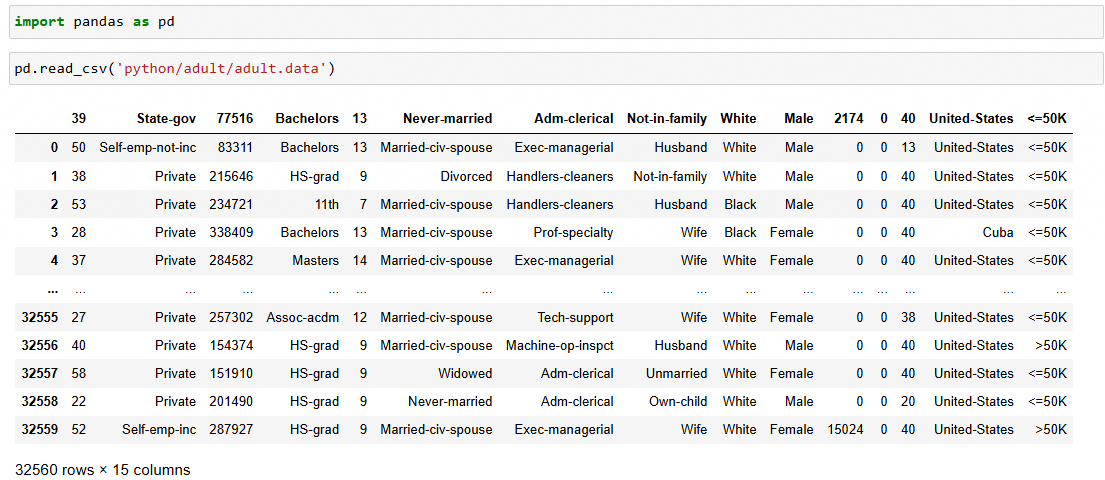 import pandas as pd
pd.read_csv('python/adult/adult.data')
39 State-gov 77516 Bachelors 13 Never-married Adm-clerical Not-in-family White Male 2174 0 40 United-States <=50K
0 50 Self-emp-not-inc 83311 Bachelors 13 Married-civ-spouse Exec-managerial Husband White Male 0 0 13 United-States <=50K
1 38 Private 215646 HS-grad 9 Divorced Handlers-cleaners Not-in-family White Male 0 0 40 United-States <=50K
2 53 Private 234721 11th 7 Married-civ-spouse Handlers-cleaners Husband Black Male 0 0 40 United-States <=50K
3 28 Private 338409 Bachelors 13 Married-civ-spouse Prof-specialty Wife Black Female 0 0 40 Cuba <=50K
4 37 Private 284582 Masters 14 Married-civ-spouse Exec-managerial Wife White Female 0 0 40 United-States <=50K
... ... ... ... ... ... ... ... ... ... ... ... ... ... ... ...
32555 27 Private 257302 Assoc-acdm 12 Married-civ-spouse Tech-support Wife White Female 0 0 38 United-States <=50K
32556 40 Private 154374 HS-grad 9 Married-civ-spouse Machine-op-inspct Husband White Male 0 0 40 United-States >50K
32557 58 Private 151910 HS-grad 9 Widowed Adm-clerical Unmarried White Female 0 0 40 United-States <=50K
32558 22 Private 201490 HS-grad 9 Never-married Adm-clerical Own-child White Male 0 0 20 United-States <=50K
32559 52 Self-emp-inc 287927 HS-grad 9 Married-civ-spouse Exec-managerial Wife White Female 15024 0 40 United-States >50K
32560 rows × 15 columns